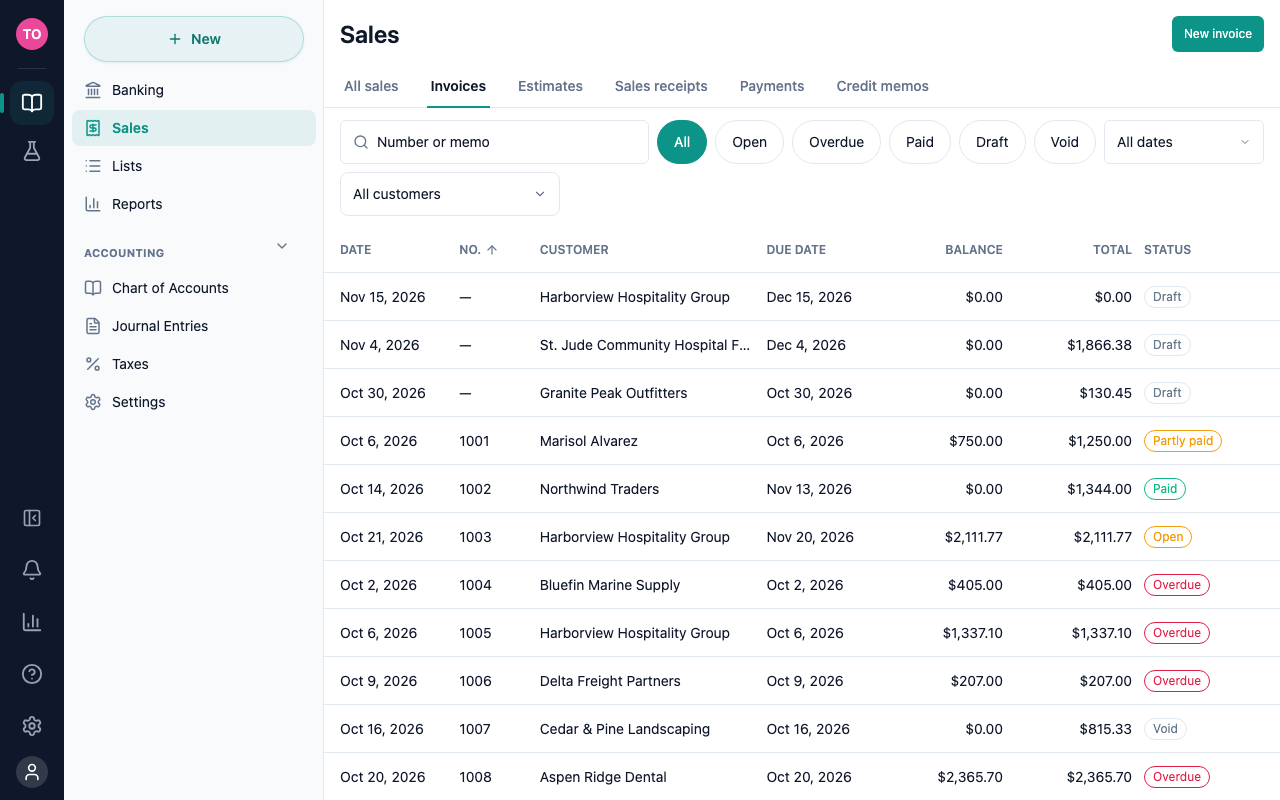 TO
New
Banking
Sales
Lists
Reports
ACCOUNTING
Chart of Accounts
Journal Entries
Taxes
Settings
Sales
New invoice
All sales Invoices Estimates Sales receipts Payments Credit memos
Number or memo All Open Overdue Paid Draft Void All dates
All customers
DATE NO. CUSTOMER DUE DATE BALANCE TOTAL STATUS
Nov 15, 2026 — Harborview Hospitality Group Dec 15, 2026 $0.00 $0.00 Draft
Nov 4, 2026 — St. Jude Community Hospital F... Dec 4, 2026 $0.00 $1,866.38 Draft
Oct 30, 2026 — Granite Peak Outfitters Oct 30, 2026 $0.00 $130.45 Draft
Oct 6, 2026 1001 Marisol Alvarez Oct 6, 2026 $750.00 $1,250.00 Partly paid
Oct 14, 2026 1002 Northwind Traders Nov 13, 2026 $0.00 $1,344.00 Paid
Oct 21, 2026 1003 Harborview Hospitality Group Nov 20, 2026 $2,111.77 $2,111.77 Open
Oct 2, 2026 1004 Bluefin Marine Supply Oct 2, 2026 $405.00 $405.00 Overdue
Oct 6, 2026 1005 Harborview Hospitality Group Oct 6, 2026 $1,337.10 $1,337.10 Overdue
Oct 9, 2026 1006 Delta Freight Partners Oct 9, 2026 $207.00 $207.00 Overdue
Oct 16, 2026 1007 Cedar & Pine Landscaping Oct 16, 2026 $0.00 $815.33 Void
Oct 20, 2026 1008 Aspen Ridge Dental Oct 20, 2026 $2,365.70 $2,365.70 Overdue